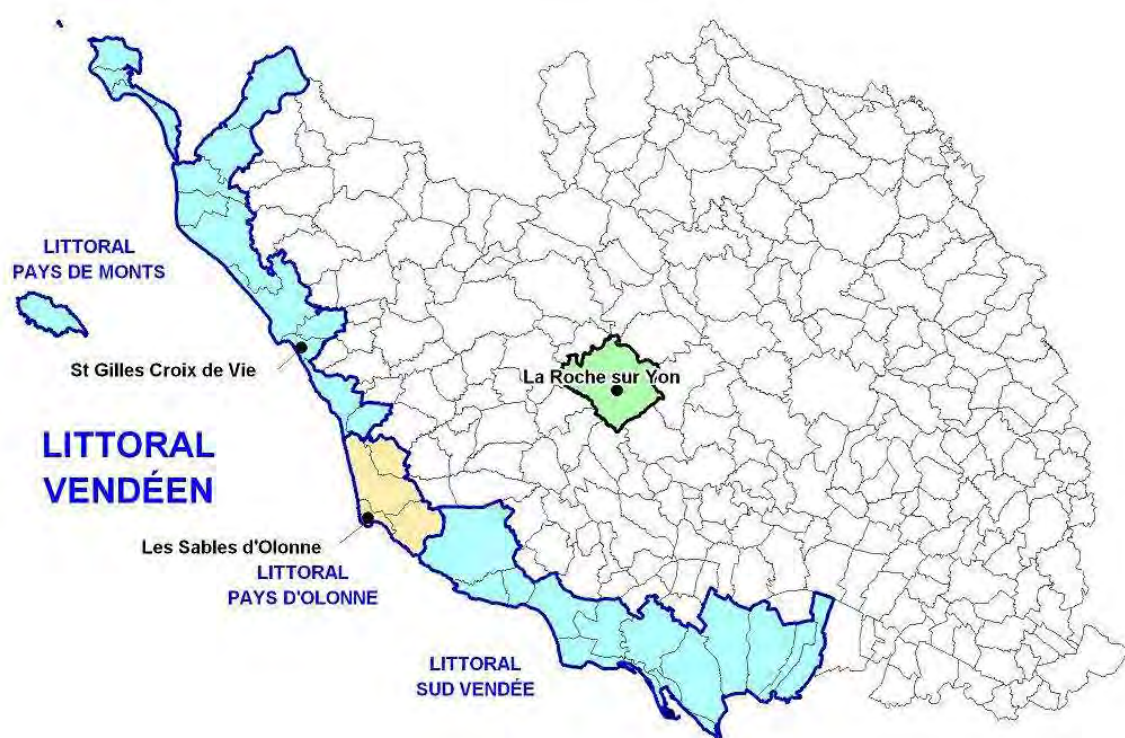 LITTORAL
PAYS DE MONTS
St Gilles Croix de Vie
La Roche sur Yon
LITTORAL
VENDÉEN
Les Sables d'Olonne
LITTORAL
PAYS D'OLONNE
LITTORAL
SUD VENDÉE